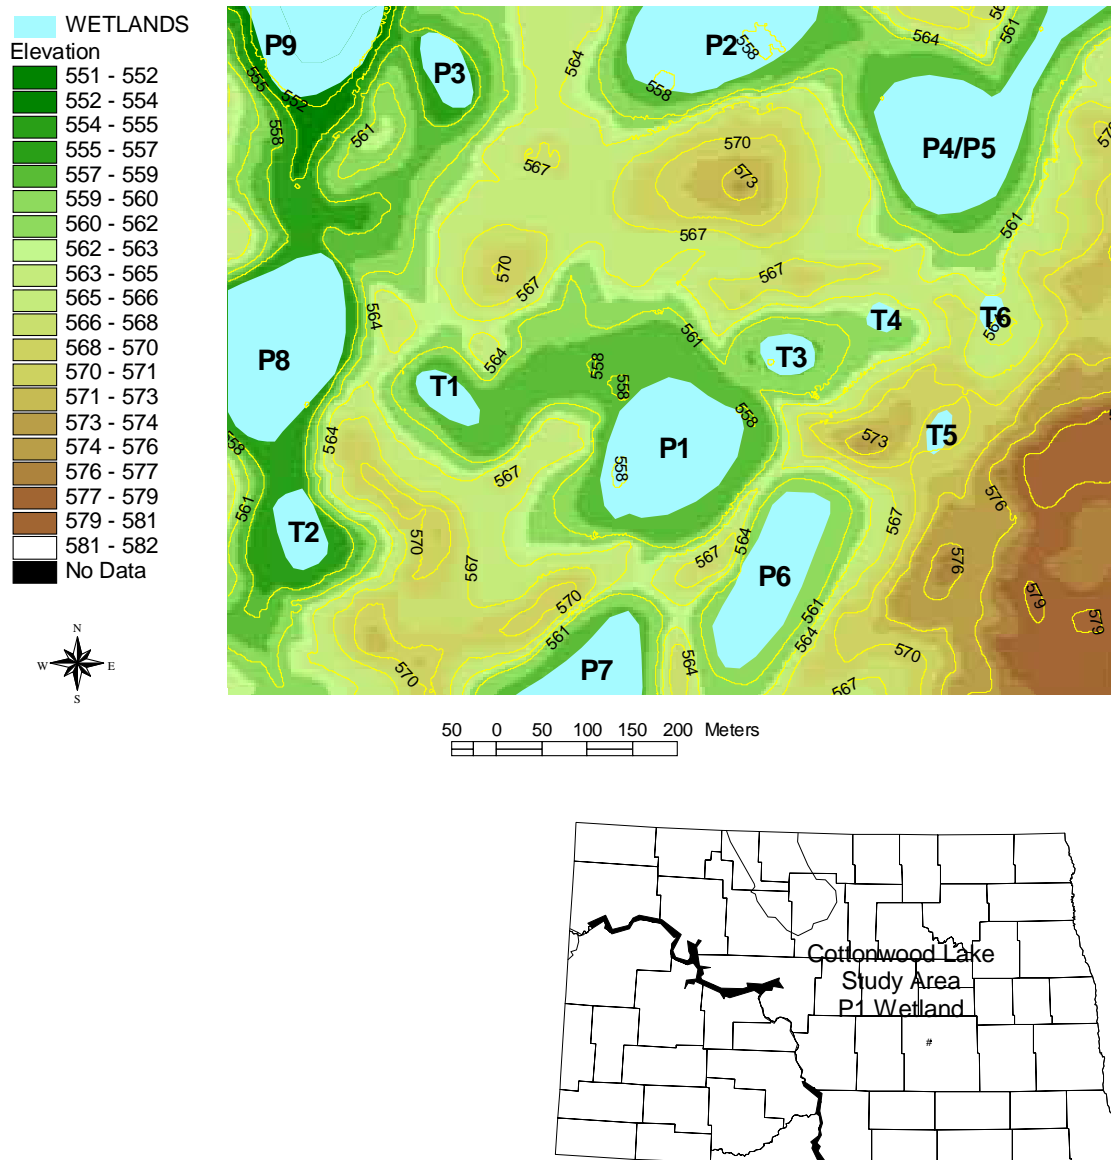 WETLANDS
Elevation
551 - 552
552 - 554
554 - 555
555 - 557
557 - 559
559 - 560
560 - 562
562 - 563
563 - 565
565 - 566
566 - 568
568 - 570
570 - 571
571 - 573
573 - 574
574 - 576
576 - 577
577 - 579
579 - 581
581 - 582
No Data
N
W E
S
P9
P3
P2
P4/P5
P8
T1
T2
P1
T3
T4
T6
T5
P6
P7
555
552
558
561
564
558
558
564
561
567
570
573
561
567
570
567
567
564
564
561
558
558
558
558
573
576
567
564
558
561
567
570
567
564
567
576
579
579
570
561
561
564
570
564
570
567
50 0 50 100 150 200 Meters
Cottonwood Lake
Study Area
P1 Wetland
#